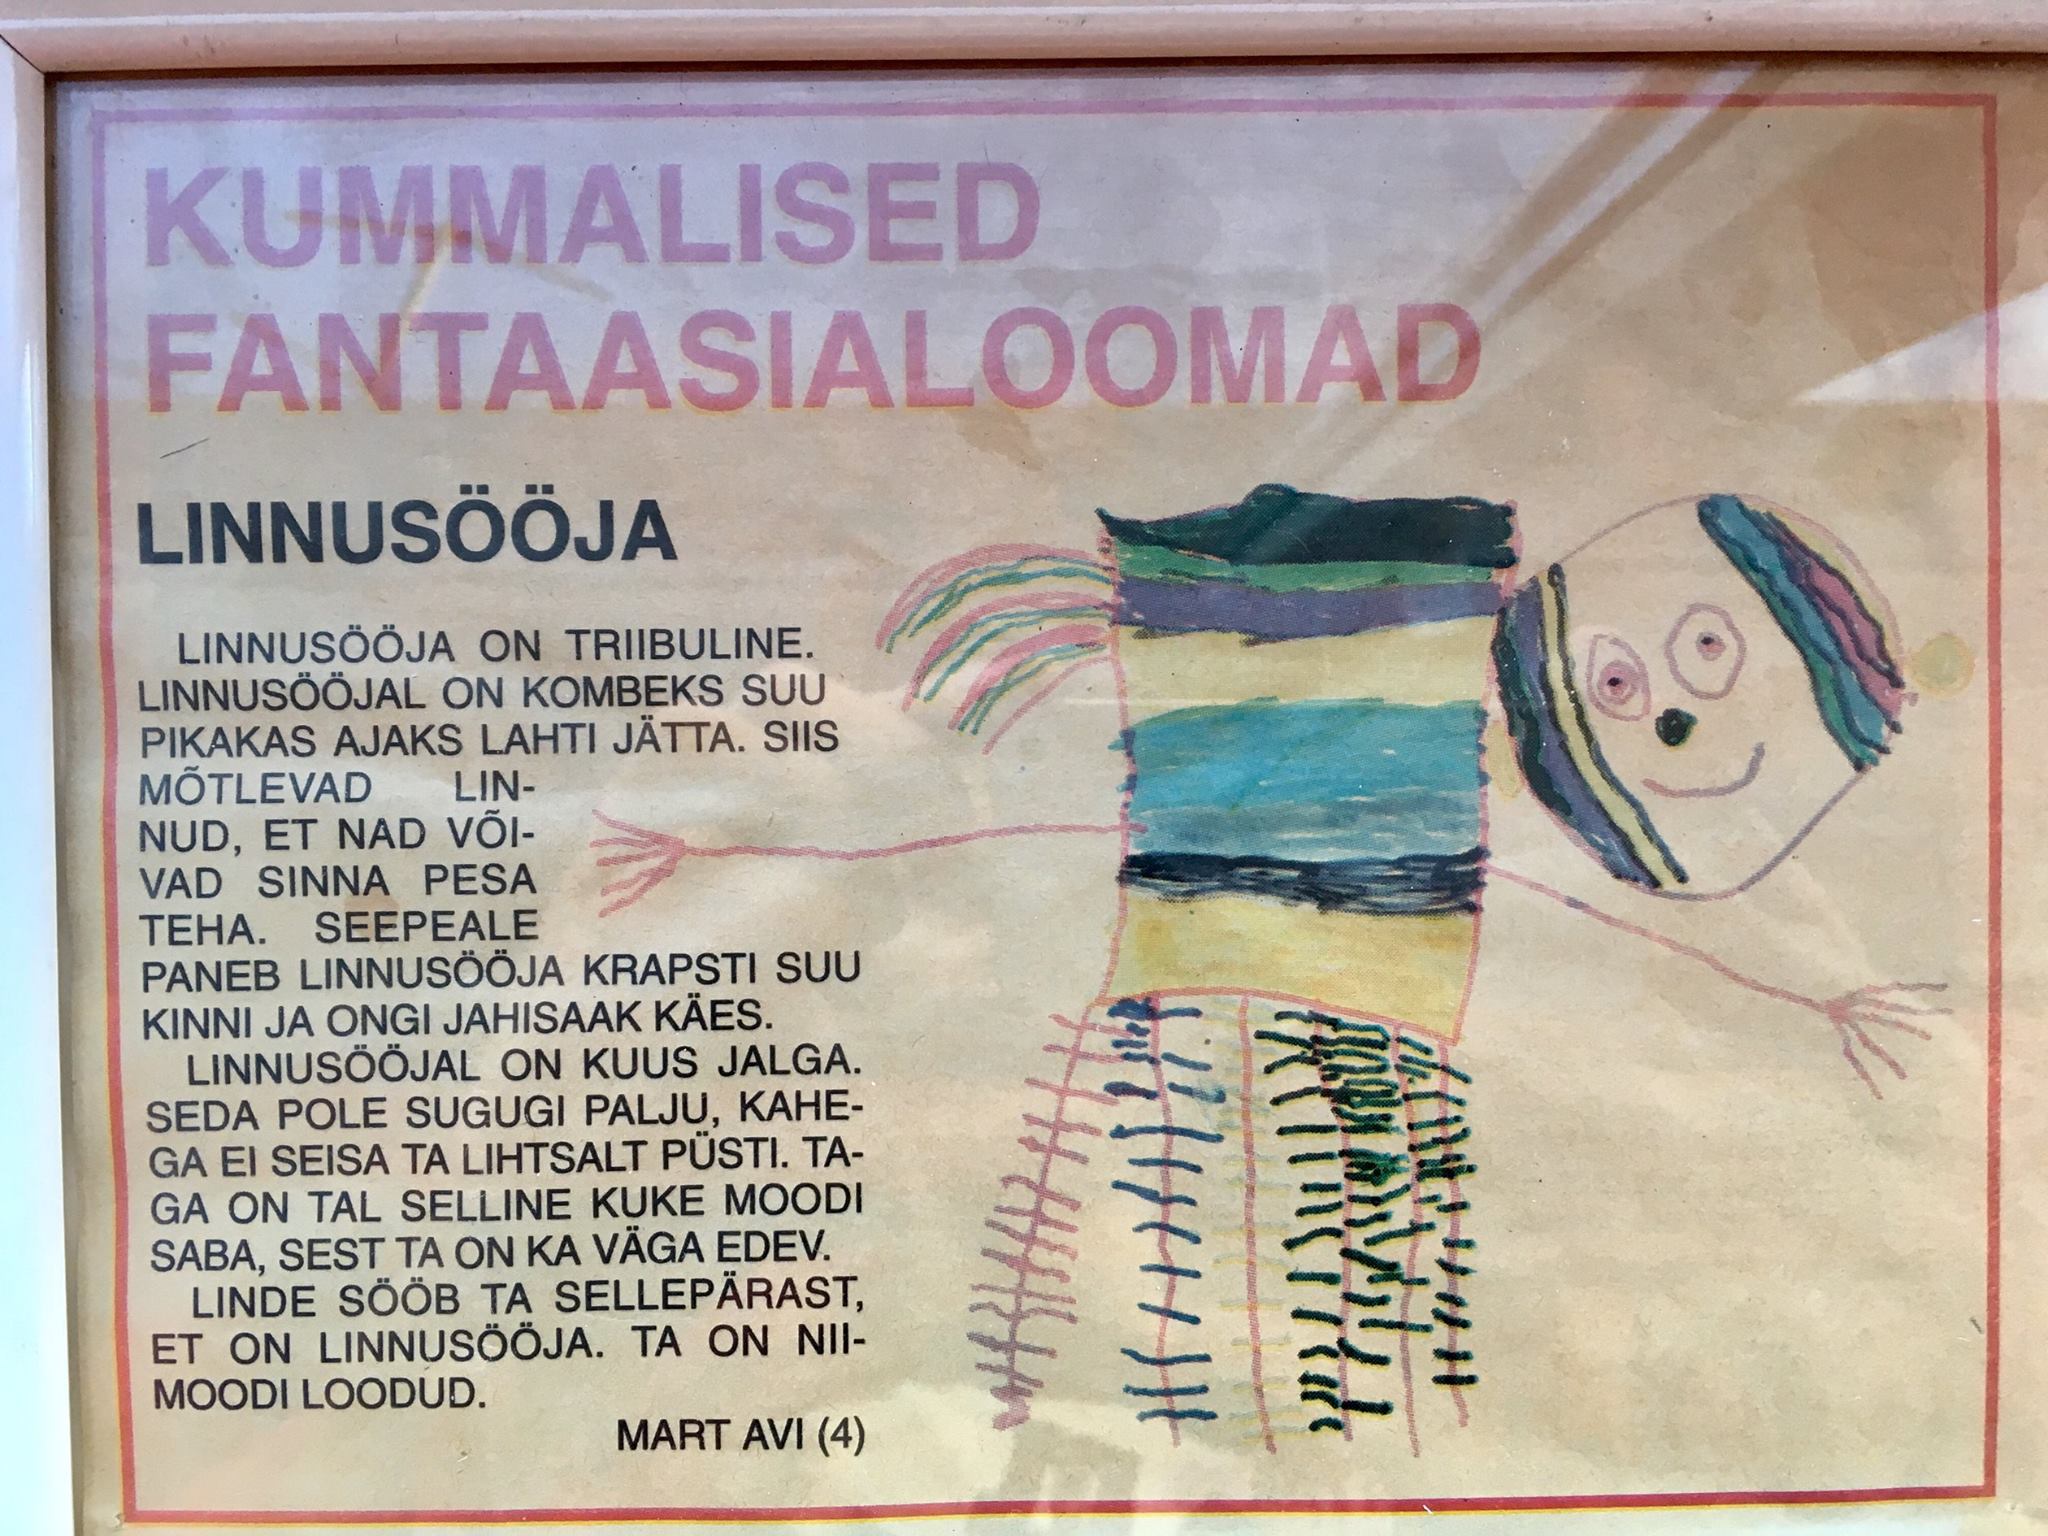 KUMMALISED
FANTAASIALOOMAD
LINNUSÖÖJA
LINNUSÖÖJA ON TRIIBULINE.
LINNUSÖÖJAL ON KOMBEKS SUU
PIKAKAS AJAKS LAHTI JÄTTA. SIIS
MÕTLEVAD LIN-
NUD, ET NAD VÕI-
VAD SINNA PESA
TEHA. SEEPEALE
PANEB LINNUSÖÖJA KRAPSTI SUU
KINNI JA ONGI JAHISAAK KÄES.
LINNUSÖÖJAL ON KUUS JALGA.
SEDA POLE SUGUGI PALJU, KAHE-
GA EI SEISA TA LIHTSALT PÜSTI. TA-
GA ON TAL SELLINE KUKE MOODI
SABA, SEST TA ON KA VÄGA EDEV.
LINDE SÖÖB TA SELLEPÄRAST,
ET ON LINNUSÖÖJA. TA ON NII-
MOODI LOODUD.
MART AVI (4)